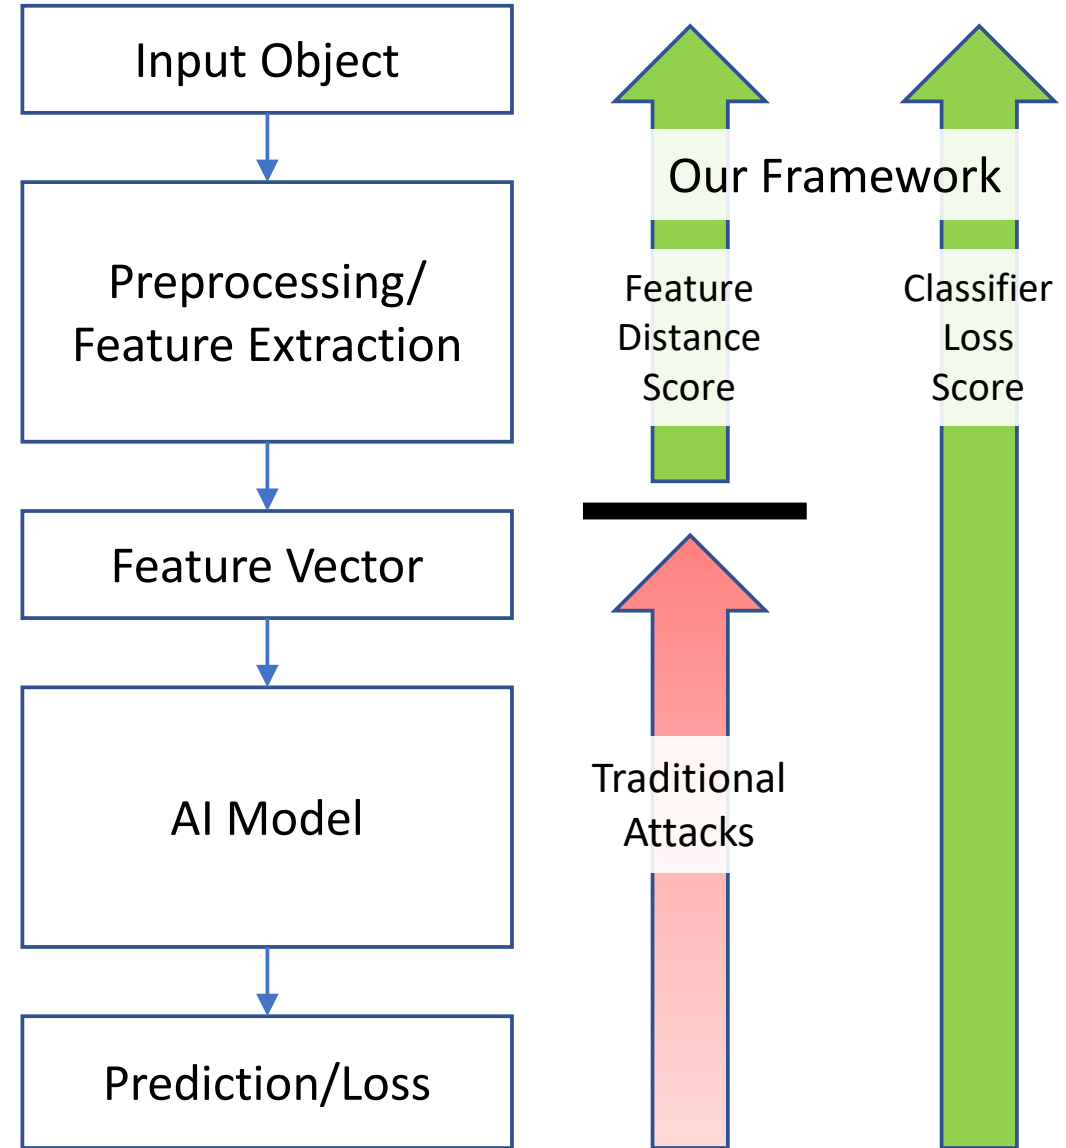 Input Object
Preprocessing/
Feature Extraction
Feature Vector
AI Model
Prediction/Loss
Our Framework
Feature
Distance
Score
Classifier
Loss
Score
Traditional
Attacks